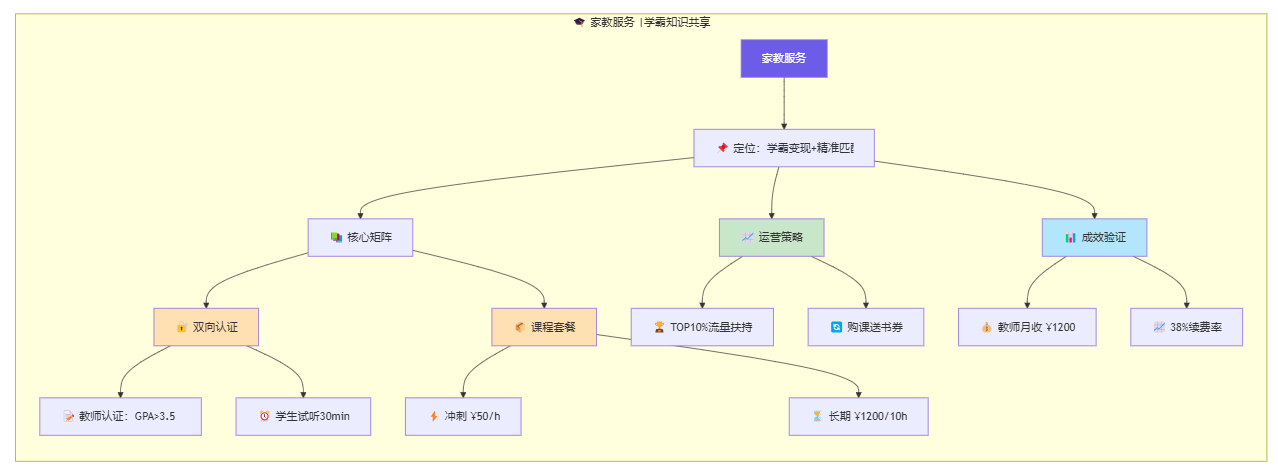 🎓 家教服务 | 学霸知识共享
家教服务
📌 定位：学霸变现+精准匹
📚 核心矩阵
📈 运营策略
📊 成效验证
🔒 双向认证
📦 课程套餐
🏆 TOP10%流量扶持
🔄 购课送书券
💰 教师月收 ¥1200
📈 38%续费率
📝 教师认证：GPA>3.5
⏰ 学生试听30min
⚡ 冲刺 ¥50/h
⏳ 长期 ¥1200/10h